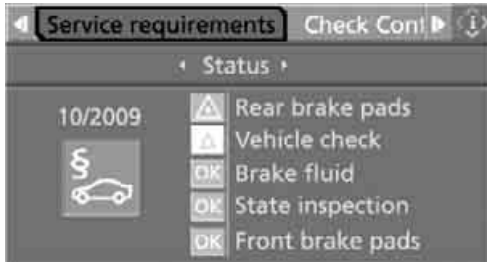 Service requirements Check Cont
Status
10/2009
§
Rear brake pads
Vehicle check
OK Brake fluid
OK State inspection
OK Front brake pads